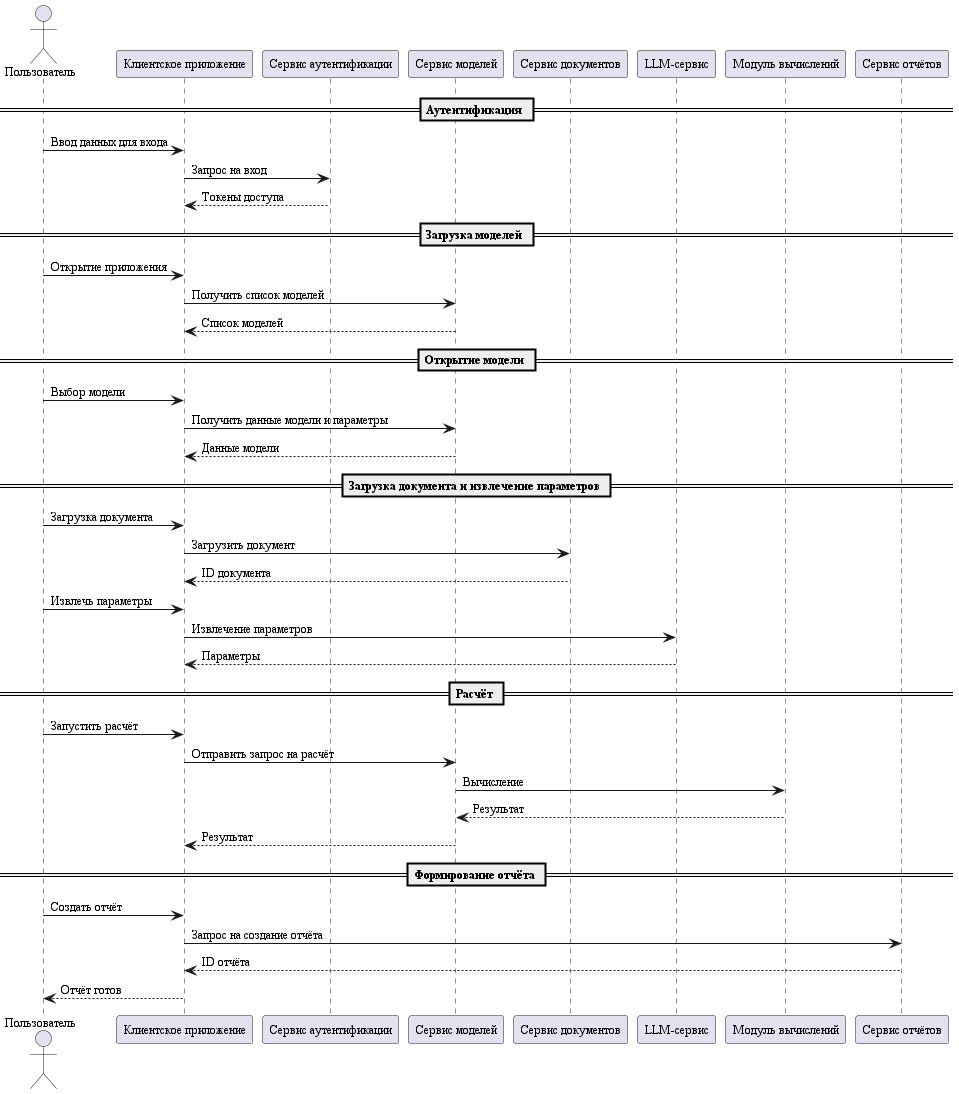 Пользователь
Клиентское приложение
Сервис аутентификации
Сервис моделей
Сервис документов
LLM-сервис
Модуль вычислений
Сервис отчётов
Аутентификация
Ввод данных для входа
Запрос на вход
Токены доступа
Загрузка моделей
Открытие приложения
Получить список моделей
Список моделей
Открытие модели
Выбор модели
Получить данные модели и параметры
Данные модели
Загрузка документа и извлечение параметров
Загрузка документа
Загрузить документ
ID документа
Извлечь параметры
Извлечение параметров
Параметры
Расчёт
Запустить расчёт
Отправить запрос на расчёт
Вычисление
Результат
Результат
Формирование отчёта
Создать отчёт
Запрос на создание отчёта
ID отчёта
Отчёт готов
Пользователь
Клиентское приложение
Сервис аутентификации
Сервис моделей
Сервис документов
LLM-сервис
Модуль вычислений
Сервис отчётов